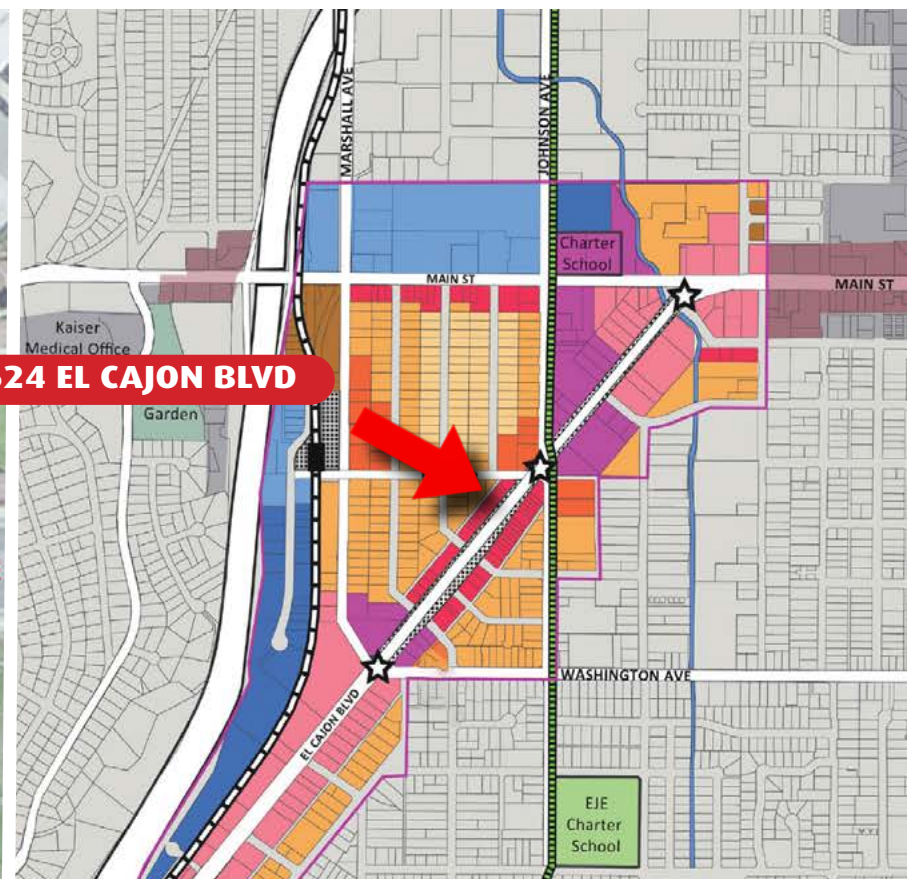 MARSHALL AVE
JOHNSON AVE
Charter
School
MAIN ST
MAIN ST
Kaiser
Medical Office
24 EL CAJON BLVD
Garden
WASHINGTON AVE
EL CAJON BLVD
EJE
Charter
School